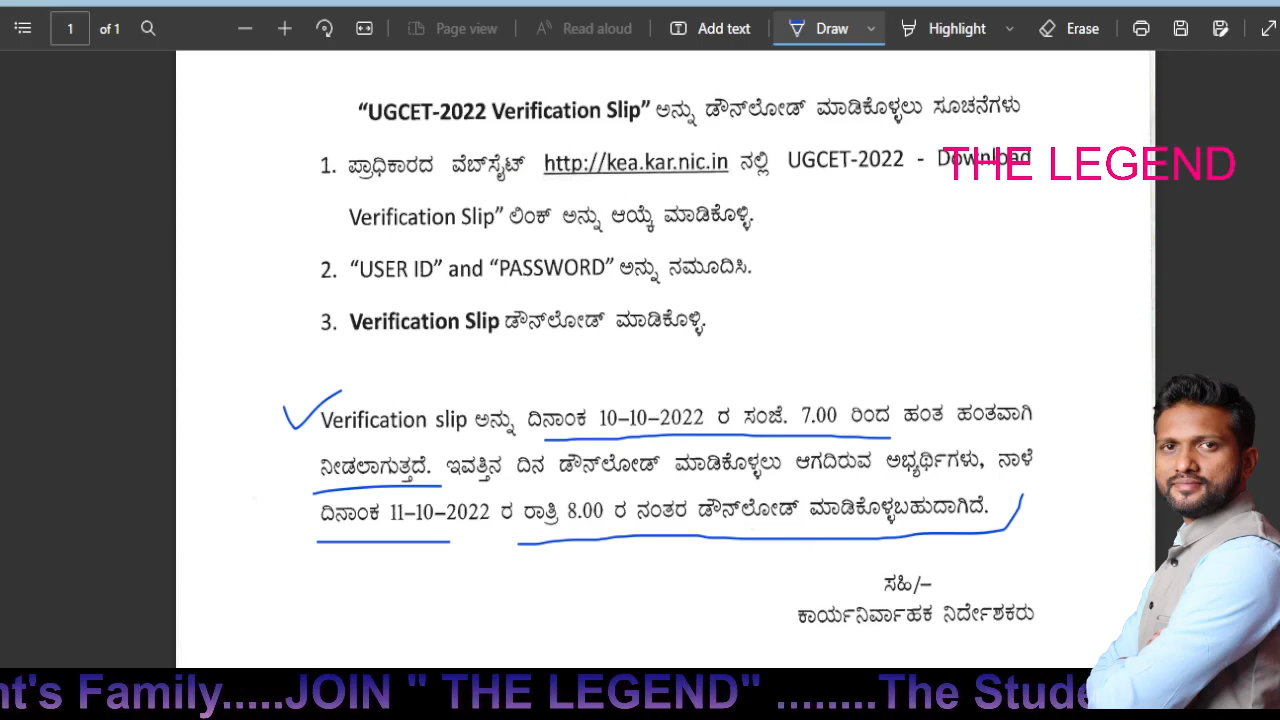 1 of 1 Page view Read aloud Add text Draw Highlight Erase
“UGCET-2022 Verification Slip” ಅನ್ನು ಡೌನ್‌ಲೋಡ್ ಮಾಡಿಕೊಳ್ಳಲು ಸೂಚನೆಗಳು
1. ಪ್ರಾಧಿಕಾರದ ವೆಬ್‌ಸೈಟ್ http://kea.kar.nic.in ನಲ್ಲಿ UGCET-2022 - Download
THE LEGEND
Verification Slip” ಲಿಂಕ್ ಅನ್ನು ಆಯ್ಕೆ ಮಾಡಿಕೊಳ್ಳಿ.
2. “USER ID” and “PASSWORD” ಅನ್ನು ನಮೂದಿಸಿ.
3. Verification Slip ಡೌನ್‌ಲೋಡ್ ಮಾಡಿಕೊಳ್ಳಿ.
Verification slip ಅನ್ನು ದಿನಾಂಕ 10-10-2022 ರ ಸಂಜೆ. 7.00 ರಿಂದ ಹಂತ ಹಂತವಾಗಿ
ನೀಡಲಾಗುತ್ತದೆ. ಇವತ್ತಿನ ದಿನ ಡೌನ್‌ಲೋಡ್ ಮಾಡಿಕೊಳ್ಳಲು ಆಗದಿರುವ ಅಭ್ಯರ್ಥಿಗಳು, ನಾಳೆ
ದಿನಾಂಕ 11-10-2022 ರ ರಾತ್ರಿ 8.00 ರ ನಂತರ ಡೌನ್‌ಲೋಡ್ ಮಾಡಿಕೊಳ್ಳಬಹುದಾಗಿದೆ.
ಸಹಿ/-
ಕಾರ್ಯನಿರ್ವಾಹಕ ನಿರ್ದೇಶಕರು
nt's Family.....JOIN " THE LEGEND" ........The Stude